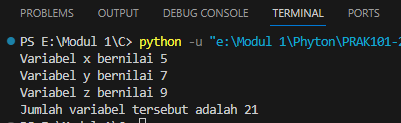 PROBLEMS OUTPUT DEBUG CONSOLE TERMINAL PORTS
PS E:\Modul 1\C> python -u "e:\Modul 1\Phyton\PRAK101-2
Variabel x bernilai 5
Variabel y bernilai 7
Variabel z bernilai 9
Jumlah variabel tersebut adalah 21